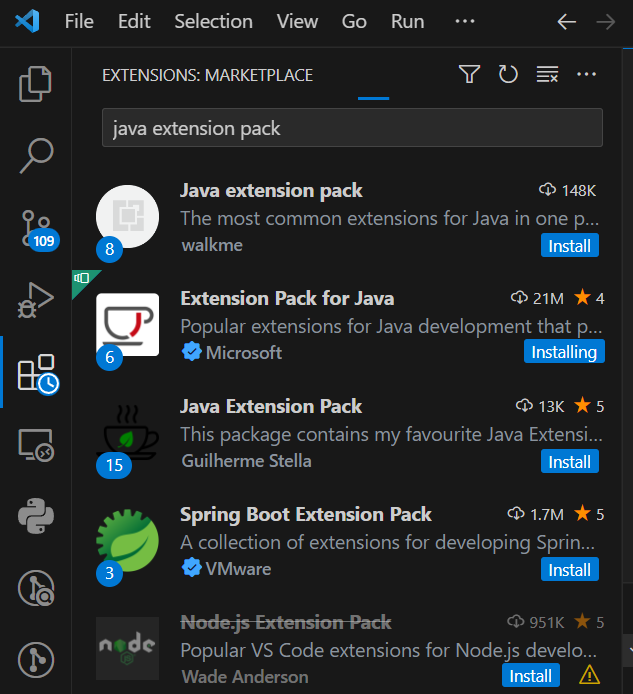 File Edit Selection View Go Run ...
EXTENSIONS: MARKETPLACE
java extension pack
Java extension pack 148K
The most common extensions for Java in one p...
walkme Install
8
Extension Pack for Java 21M 4
Popular extensions for Java development that p...
Microsoft Installing
6
Java Extension Pack 13K 5
This package contains my favourite Java Extensi...
Guilherme Stella Install
15
Spring Boot Extension Pack 1.7M 5
A collection of extensions for developing Sprin...
VMware Install
3
Node.js Extension Pack 951K 5
Popular VS Code extensions for Node.js develo...
Wade Anderson Install
node
109